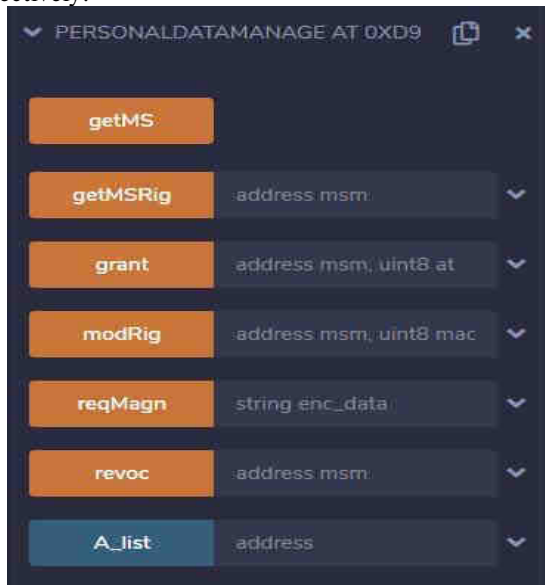 ectively.
PERSONALDATAMANAGE AT 0XD9
getMS
getMSRig address msm
grant address msm, uint8 at
modRig address msm, uint8 mac
reqMagn string enc_data
revoc address msm
A_list address